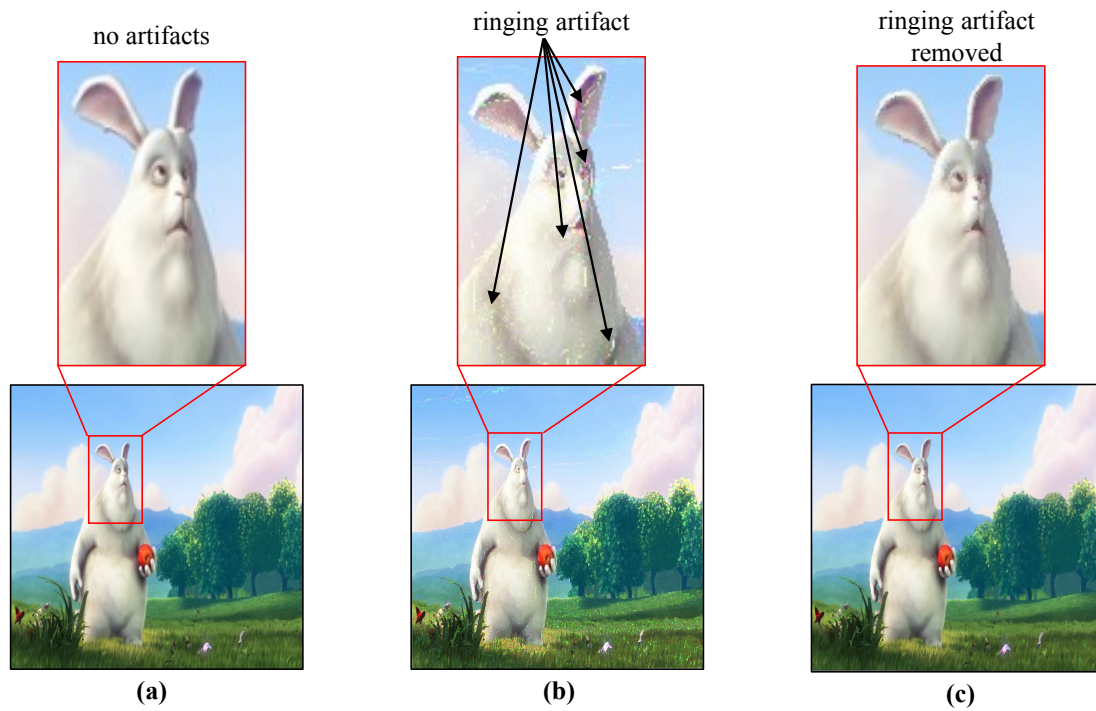 no artifacts
ringing artifact
ringing artifact
removed
(a)
(b)
(c)